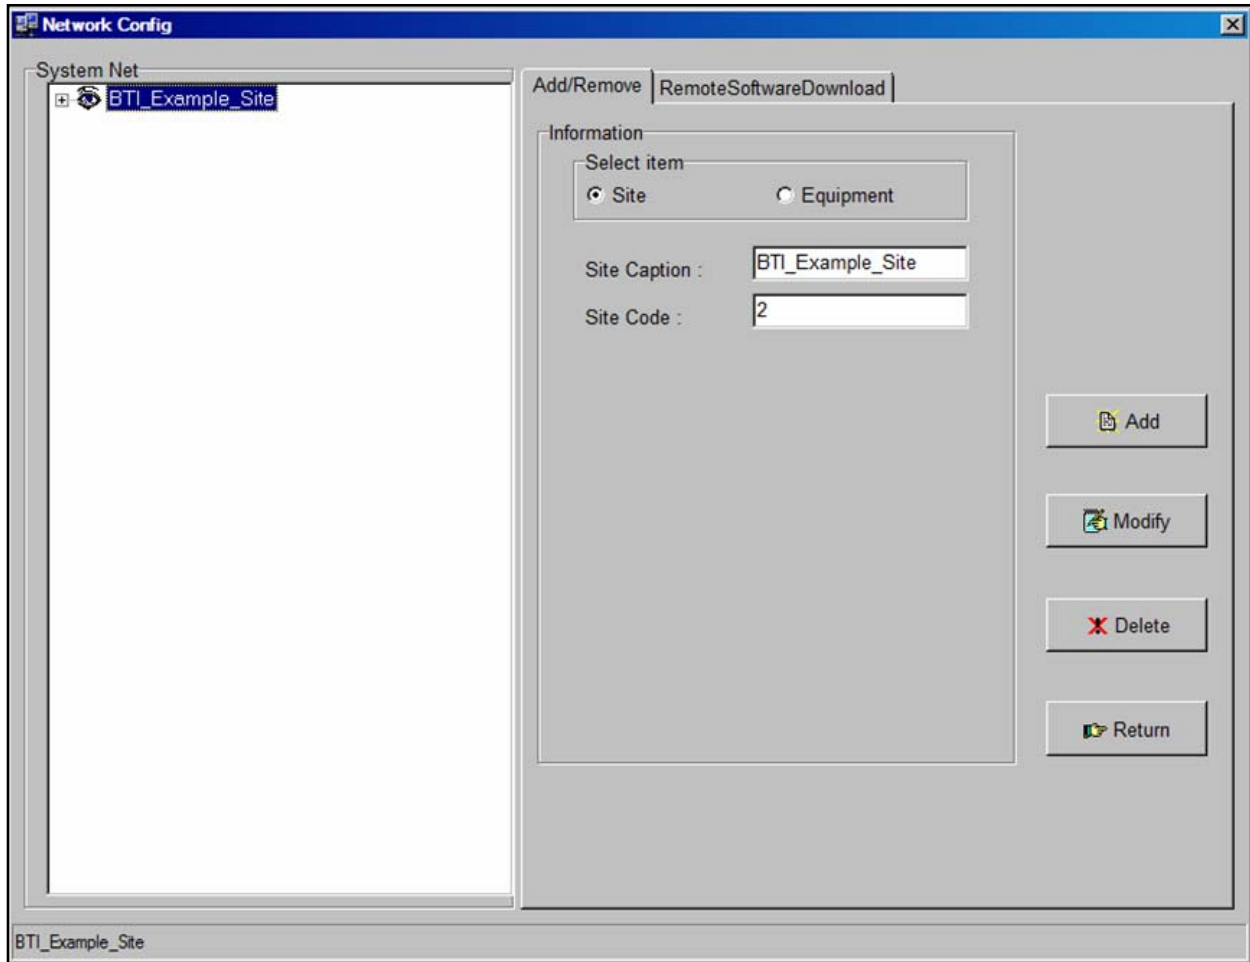 Network Config
System Net
BTI_Example_Site
Add/Remove
RemoteSoftwareDownload
Information
Select item
Site
Equipment
Site Caption :
BTI_Example_Site
Site Code :
2
Add
Modify
Delete
Return
BTI_Example_Site